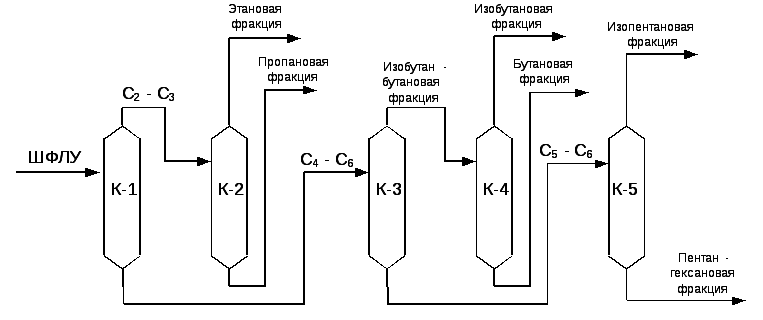 Этановая
фракция
Пропановая
фракция
Изобутан -
бутановая
фракция
Изобутановая
фракция
Бутановая
фракция
Изопентановая
фракция
C2 - C3
ШФЛУ
C4 - C6
C5 - C6
К-1
К-2
К-3
К-4
К-5
Пентан -
гексановая
фракция